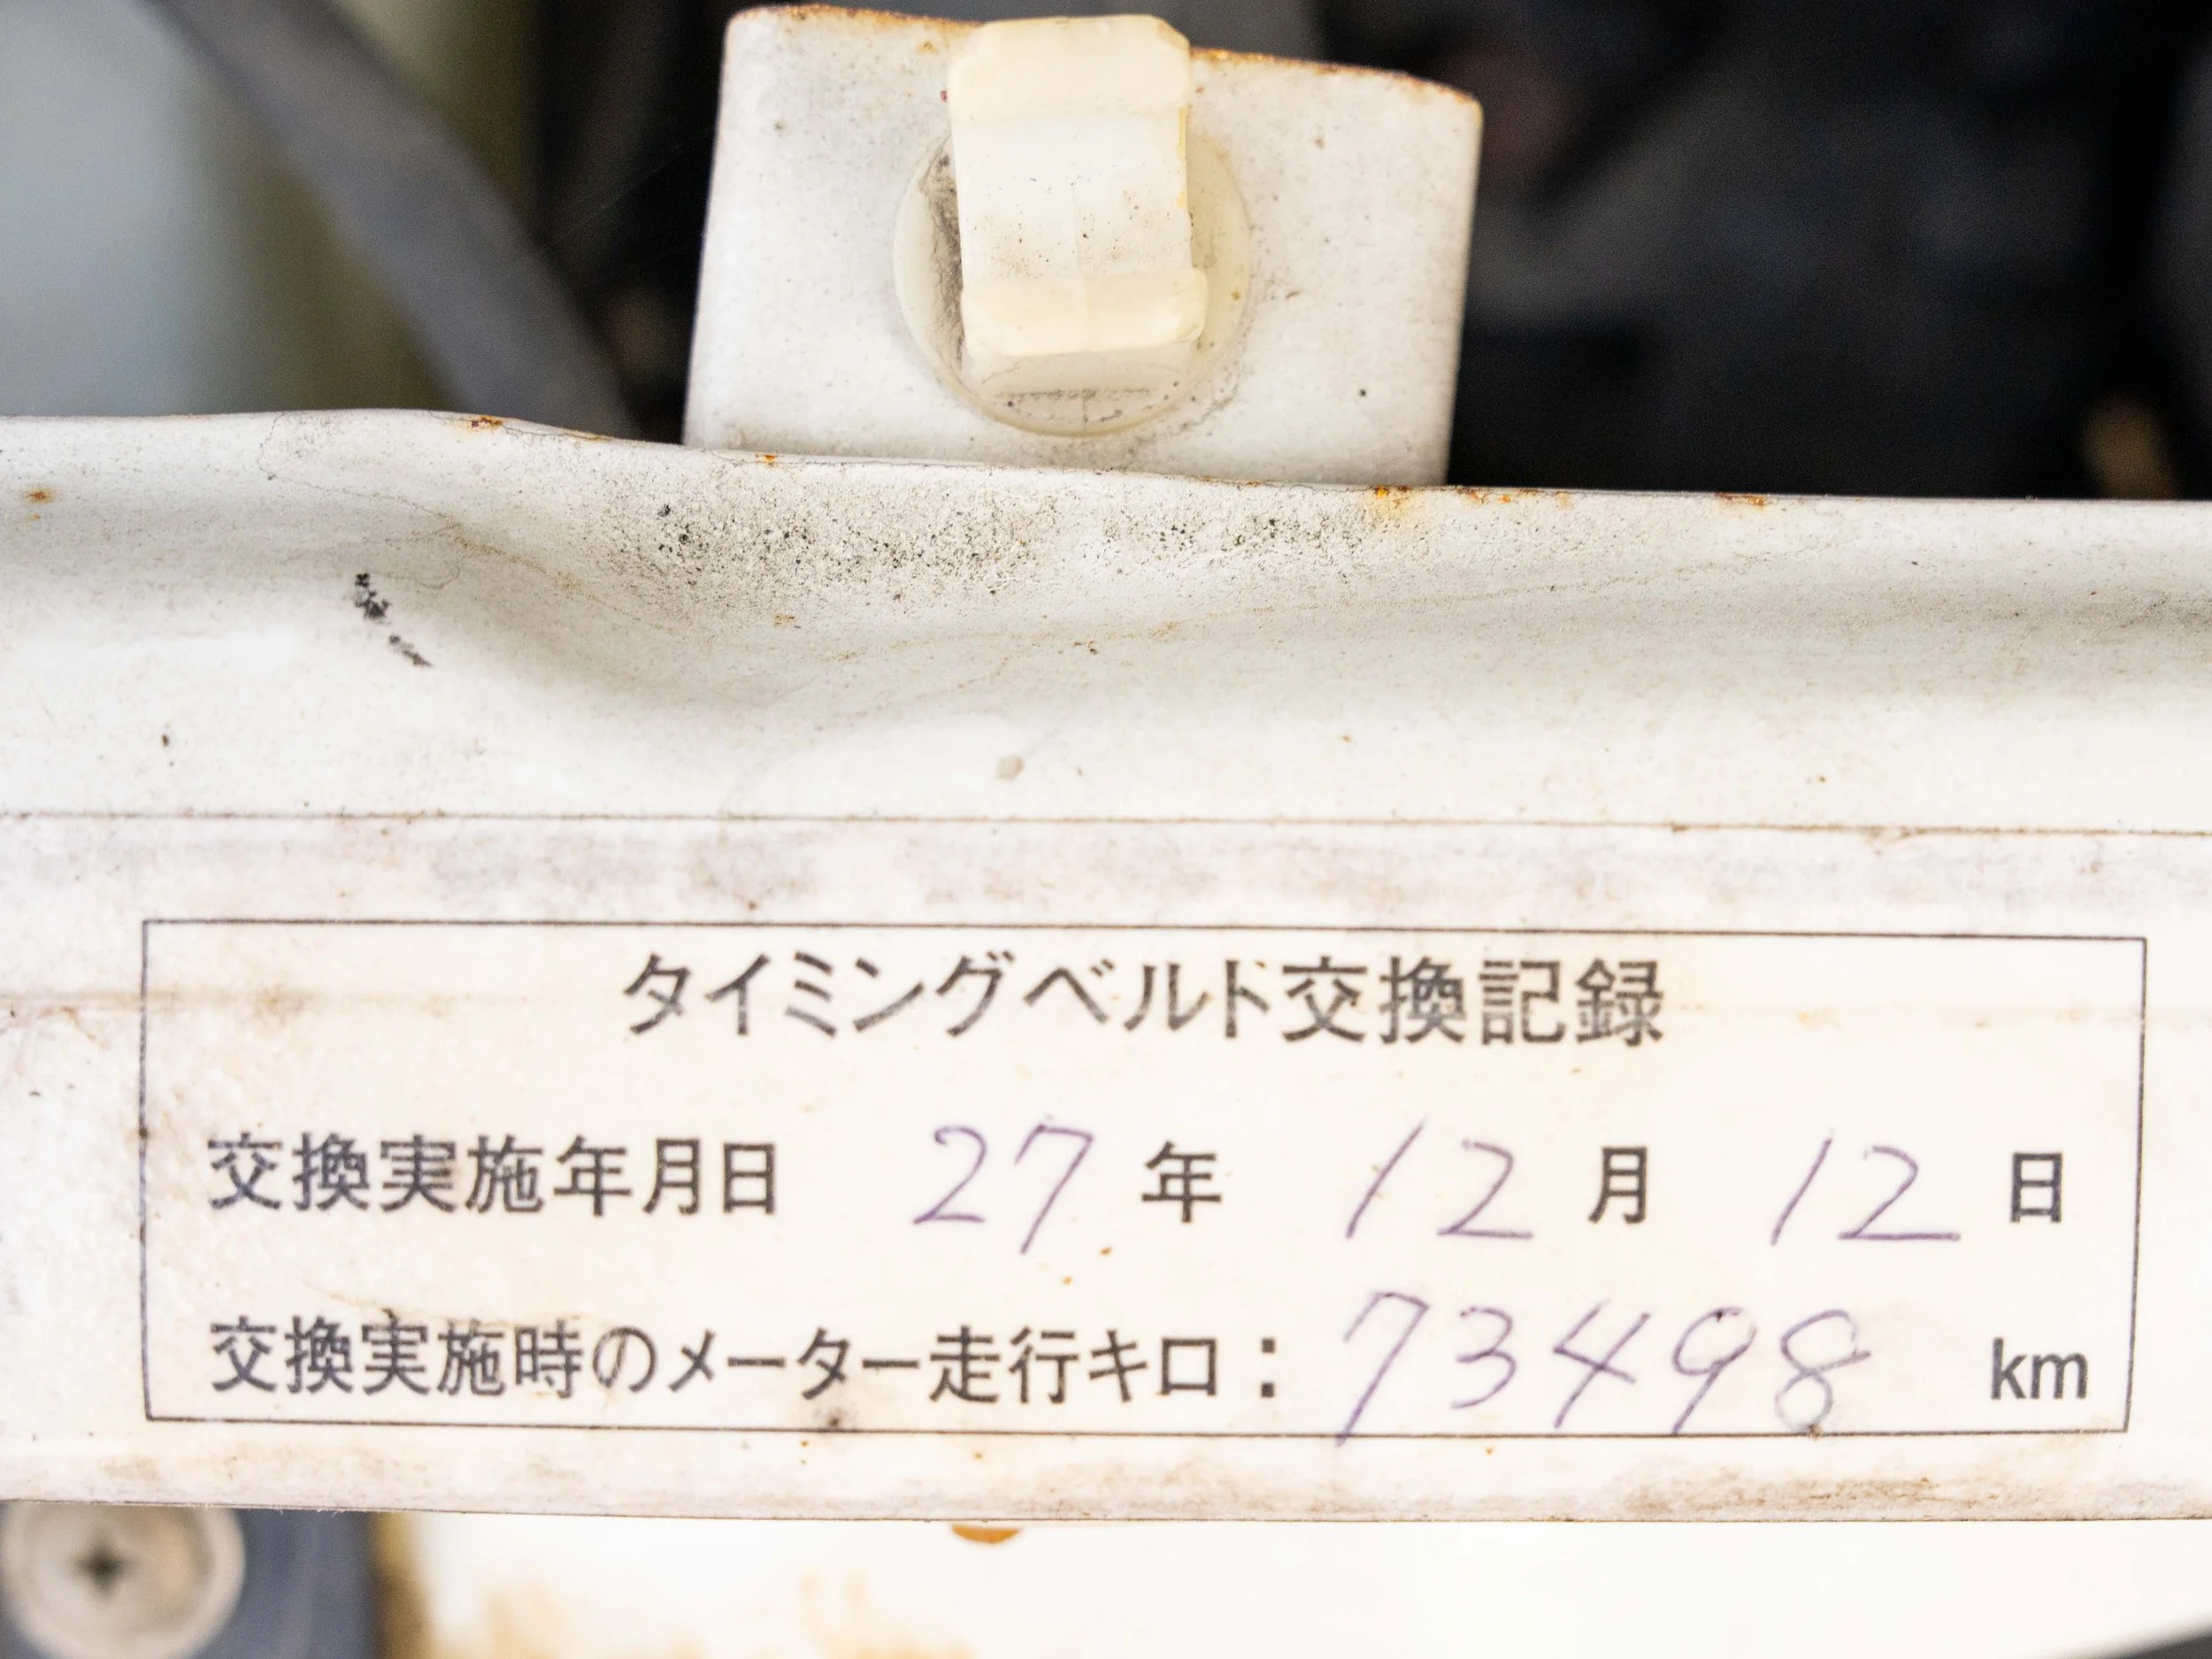 タイミングベルト交換記録
交換実施年月日 27 年 12 月 12 日
交換実施時のメーター走行キロ：73498 km